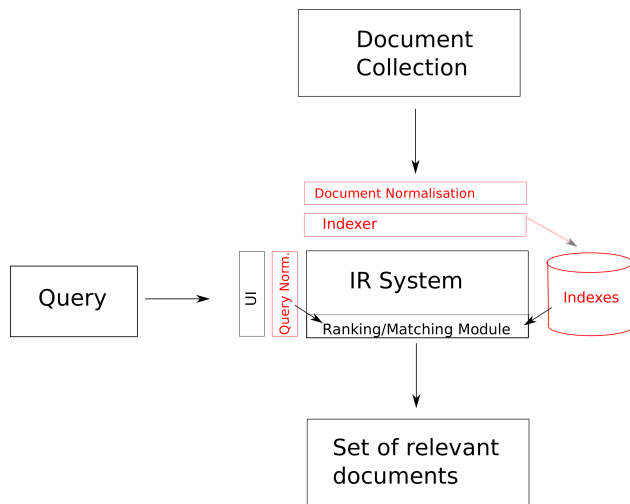 Document
Collection
Document Normalisation
Indexer
Query
UI
Query Norm.
IR System
Ranking/Matching Module
Indexes
Set of relevant
documents